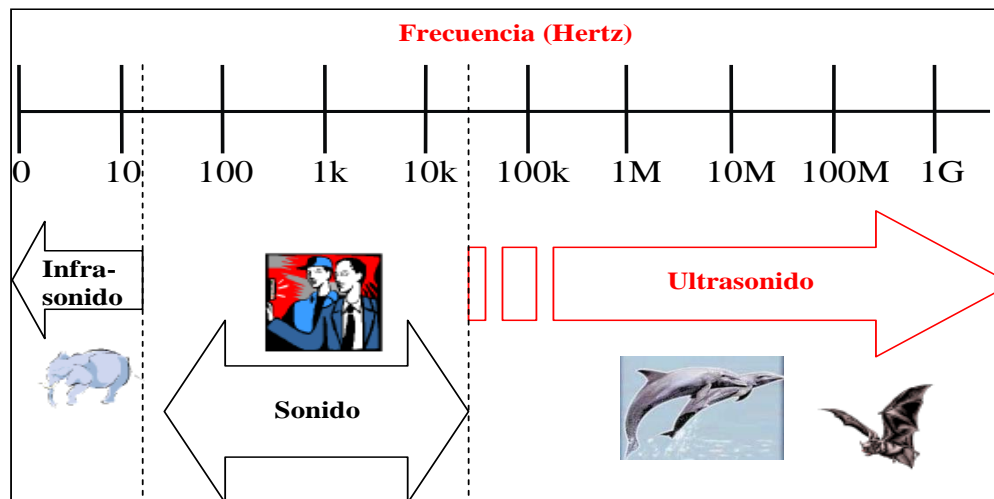 Frecuencia (Hertz)
0 10 100 1k 10k 100k 1M 10M 100M 1G
Infra-
sonido
Ultrasonido
Sonido